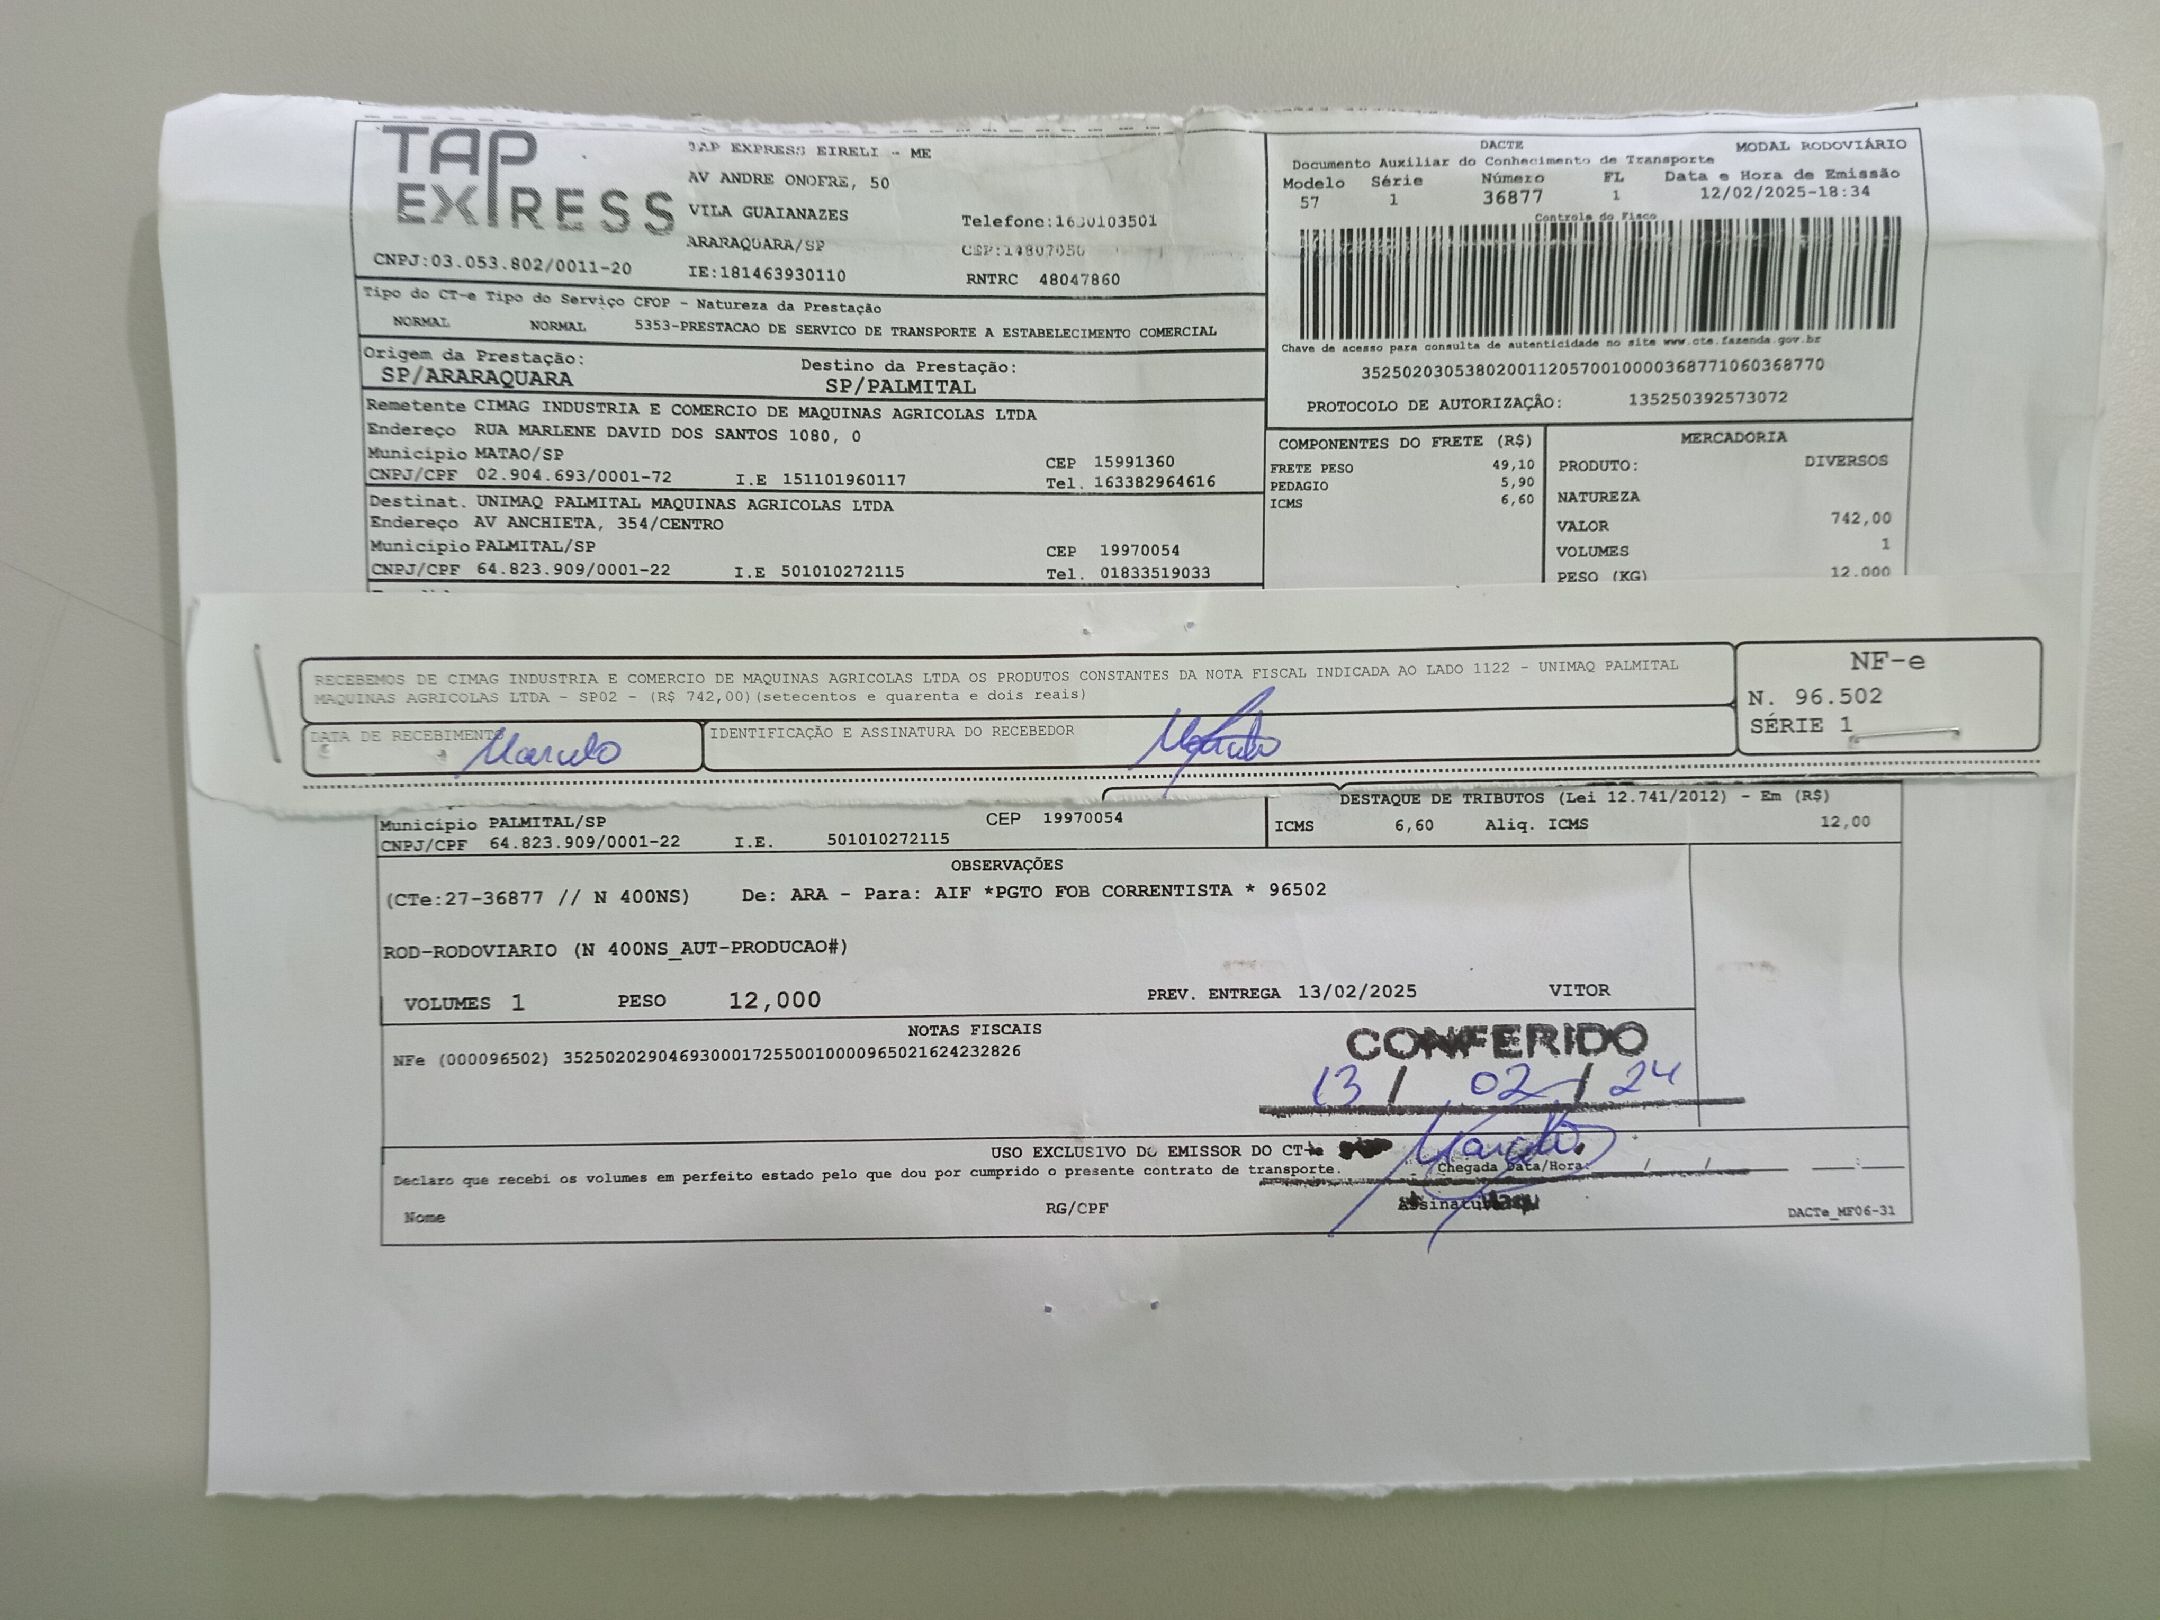 TAP
EXPRESS
TAP EXPRESS EIRELI - ME
AV ANDRE ONOFRE, 50
VILA GUAIANAZES
ARARAQUARA/SP
IE:181463930110
Telefone:1630103501
CEP:14807050
RNTRC 48047860
CNPJ:03.053.802/0011-20
DACTE
MODAL RODOVIÁRIO
Documento Auxiliar do Conhecimento de Transporte
Modelo Série Número FL Data e Hora de Emissão
57 1 36877 1 12/02/2025-18:34
Controle do Fisco
Chave de acesso para consulta de autenticidade no site www.cte.fazenda.gov.br
35250203053802001120570010000368771060368770
PROTOCOLO DE AUTORIZAÇÃO: 135250392573072
Tipo do CT-e Tipo do Serviço CFOP - Natureza da Prestação
NORMAL NORMAL 5353-PRESTACAO DE SERVICO DE TRANSPORTE A ESTABELECIMENTO COMERCIAL
Origem da Prestação: Destino da Prestação:
SP/ARARAQUARA SP/PALMITAL
Remetente CIMAG INDUSTRIA E COMERCIO DE MAQUINAS AGRICOLAS LTDA
Endereço RUA MARLENE DAVID DOS SANTOS 1080, 0
Município MATAO/SP CEP 15991360
CNPJ/CPF 02.904.693/0001-72 I.E 151101960117 Tel. 163382964616
Destinat. UNIMAQ PALMITAL MAQUINAS AGRICOLAS LTDA
Endereço AV ANCHIETA, 354/CENTRO
Município PALMITAL/SP CEP 19970054
CNPJ/CPF 64.823.909/0001-22 I.E 501010272115 Tel. 01833519033
COMPONENTES DO FRETE (R$)
FRETE PESO 49,10
PEDAGIO 5,90
ICMS 6,60
MERCADORIA
PRODUTO: DIVERSOS
NATUREZA
VALOR 742,00
VOLUMES 1
PESO (KG) 12.000
RECEBEMOS DE CIMAG INDUSTRIA E COMERCIO DE MAQUINAS AGRICOLAS LTDA OS PRODUTOS CONSTANTES DA NOTA FISCAL INDICADA AO LADO 1122 - UNIMAQ PALMITAL
MAQUINAS AGRICOLAS LTDA - SP02 - (R$ 742,00)(setecentos e quarenta e dois reais)
DATA DE RECEBIMENTO
Marcelo
IDENTIFICAÇÃO E ASSINATURA DO RECEBEDOR
NF-e
N. 96.502
SÉRIE 1
Município PALMITAL/SP CEP 19970054
CNPJ/CPF 64.823.909/0001-22 I.E. 501010272115
DESTAQUE DE TRIBUTOS (Lei 12.741/2012) - Em (R$)
ICMS 6,60 Aliq. ICMS 12,00
OBSERVAÇÕES
(CTe:27-36877 // N 400NS) De: ARA - Para: AIF *PGTO FOB CORRENTISTA * 96502
ROD-RODOVIARIO (N 400NS_AUT-PRODUCAO#)
VOLUMES 1 PESO 12,000 PREV. ENTREGA 13/02/2025 VITOR
NOTAS FISCAIS
NFe (000096502) 35250202904693000172550010000965021624232826
CONFERIDO
13 / 02 / 24
USO EXCLUSIVO DO EMISSOR DO CT-e
Declaro que recebi os volumes em perfeito estado pelo que dou por cumprido o presente contrato de transporte.
Chegada Data/Hora: / / :
Nome RG/CPF Assinatura
DACTe_MF06-31